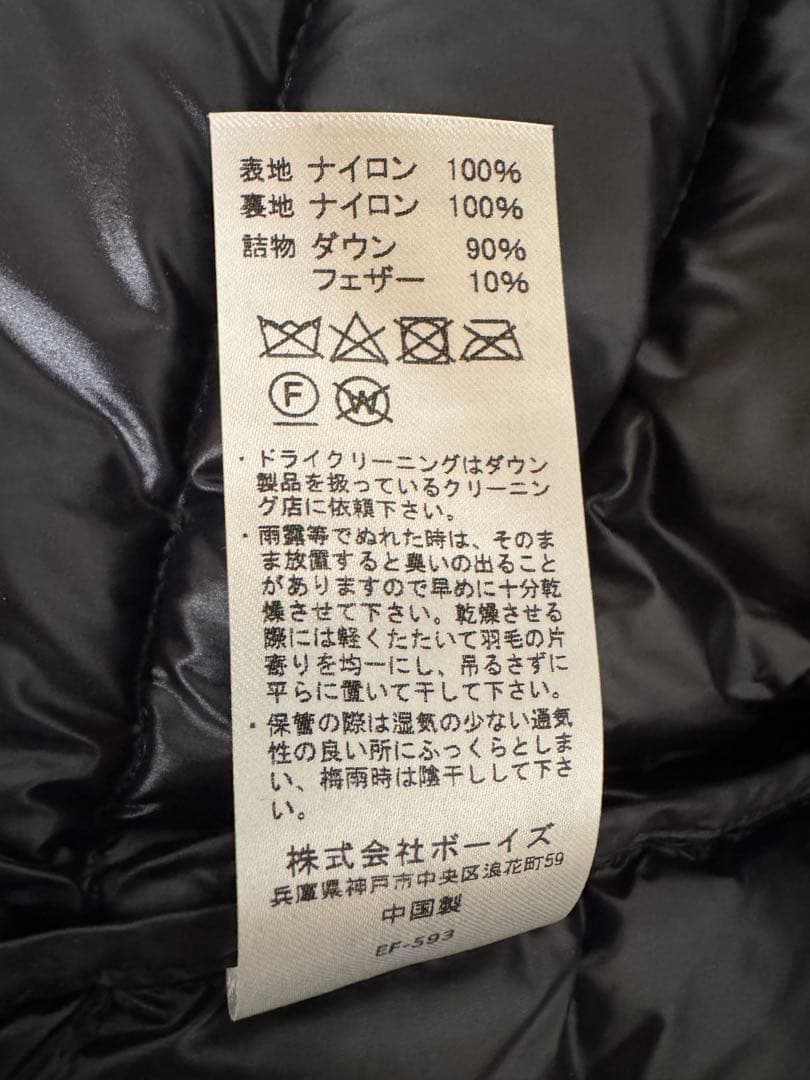 表地 ナイロン 100%
裏地 ナイロン 100%
詰物 ダウン 90%
フェザー 10%
F W
・ドライクリーニングはダウン
製品を扱っているクリーニン
グ店に依頼下さい。
・雨露等でぬれた時は、そのま
ま放置すると臭いの出ること
がありますので早めに十分乾
燥させて下さい。乾燥させる
際には軽くたたいて羽毛の片
寄りを均一にし、吊るさずに
平らに置いて干して下さい。
・保管の際は湿気の少ない通気
性の良い所にふっくらとしま
い、梅雨時は陰干しして下さ
い。
株式会社ボーイズ
兵庫県神戸市中央区浪花町59
中国製
EF-593